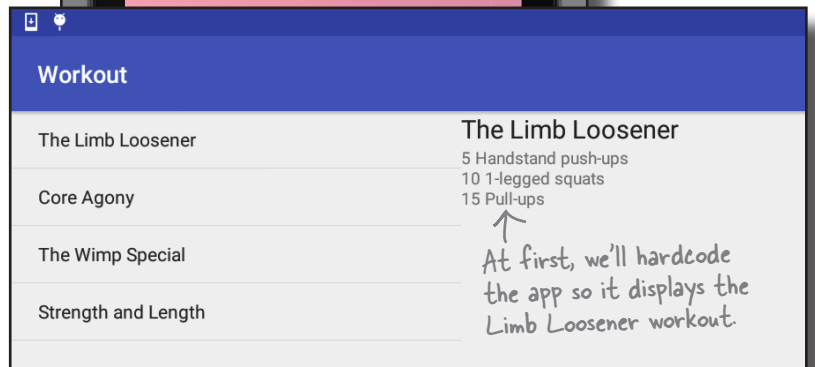 Workout
The Limb Loosener
Core Agony
The Wimp Special
Strength and Length
The Limb Loosener
5 Handstand push-ups
10 1-legged squats
15 Pull-ups
At first, we'll hardcode
the app so it displays the
Limb Loosener workout.